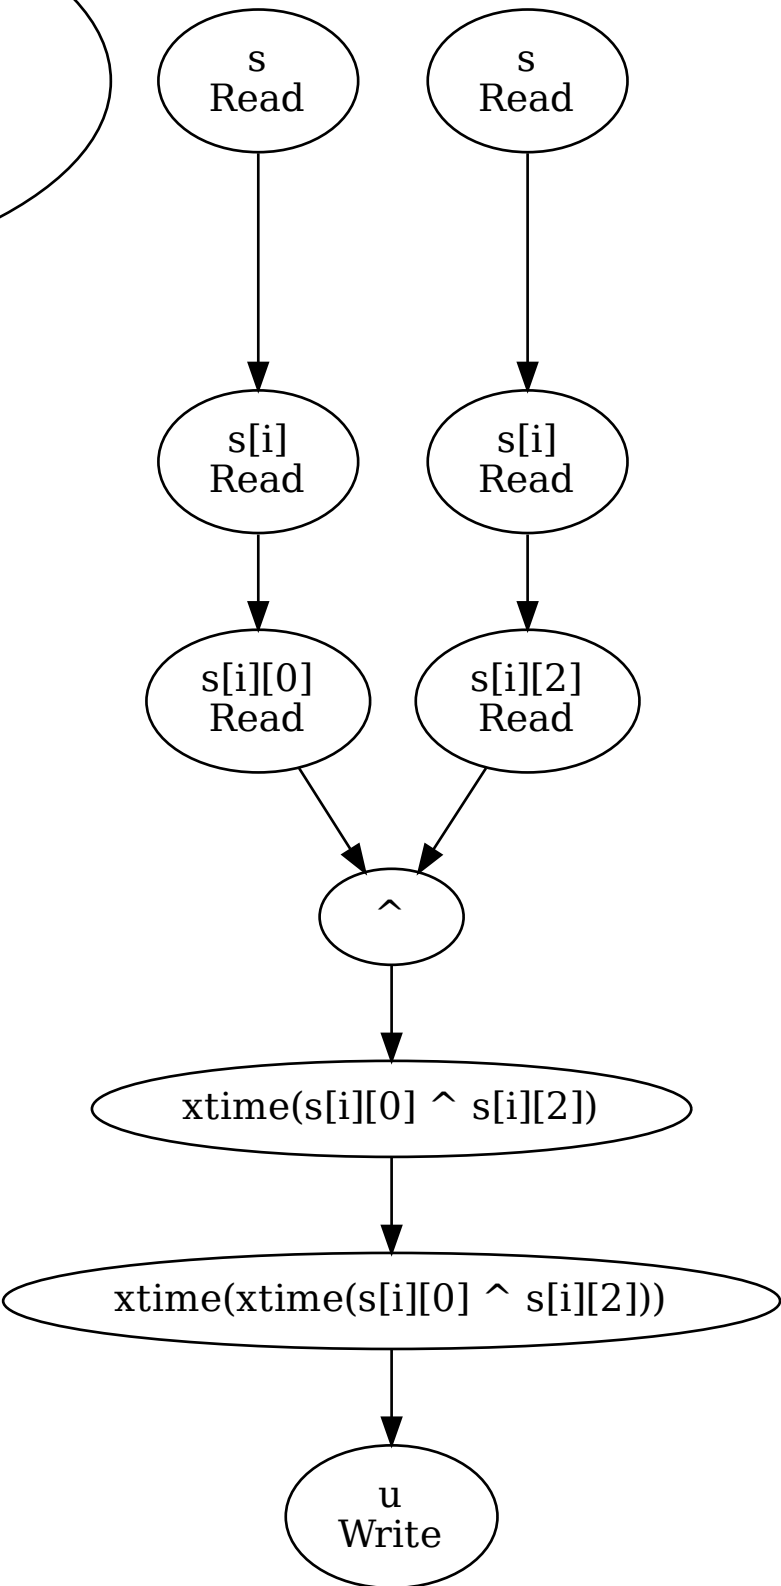 s
Read
s
Read
s[i]
Read
s[i]
Read
s[i][0]
Read
s[i][2]
Read
^
xtime(s[i][0] ^ s[i][2])
xtime(xtime(s[i][0] ^ s[i][2]))
u
Write